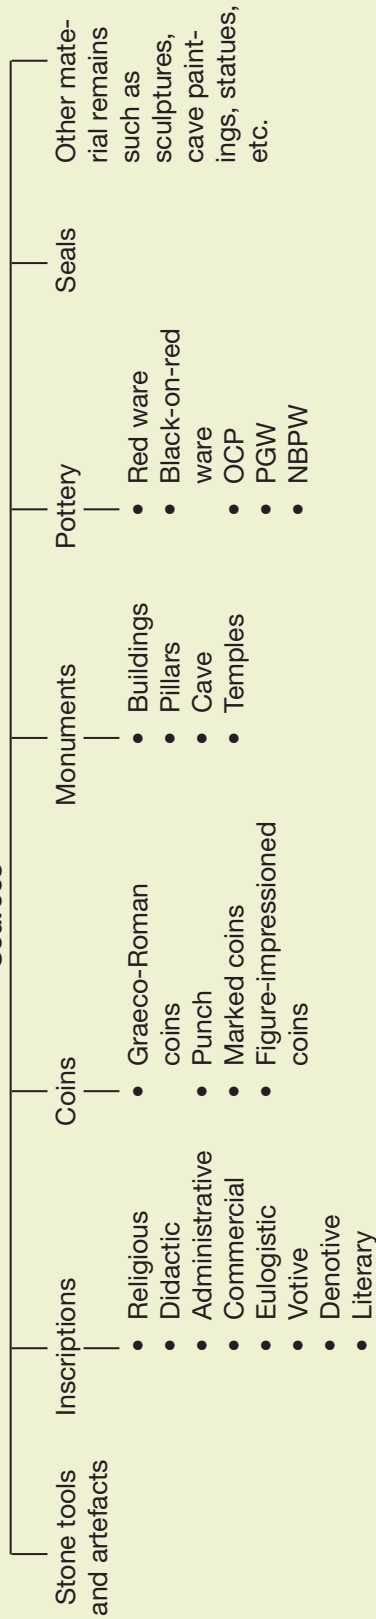 Stone tools
and artefacts
Inscriptions
• Religious
• Didactic
• Administrative
• Commercial
• Eulogistic
• Votive
• Denotive
• Literary
Coins
• Graeco-Roman
coins
• Punch
• Marked coins
• Figure-impressioned
coins
Monuments
• Buildings
• Pillars
• Cave
• Temples
Pottery
• Red ware
• Black-on-red
ware
• OCP
• PGW
• NBPW
Seals
Other mate-
rial remains
such as
sculptures,
cave paint-
ings, statues,
etc.